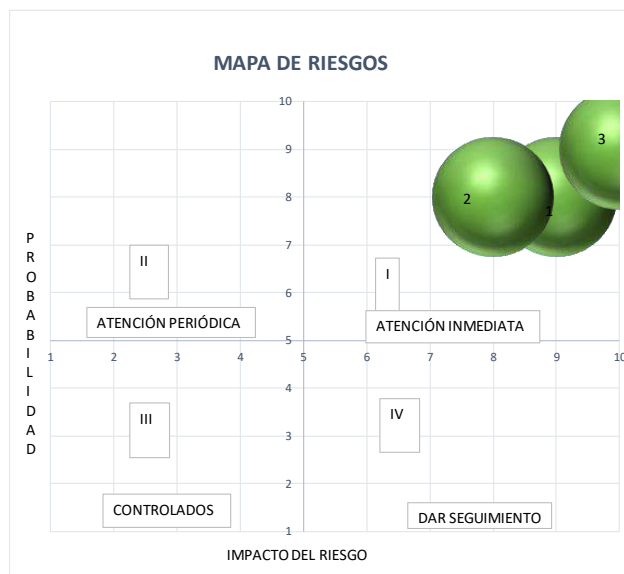 MAPA DE RIESGOS
10
9
3
8
2
1
PROBABILIDAD
7
II
I
6
ATENCIÓN PERIÓDICA
ATENCIÓN INMEDIATA
5
1 2 3 4 5 6 7 8 9 10
4
III
IV
3
2
CONTROLADOS
DAR SEGUIMIENTO
1
IMPACTO DEL RIESGO